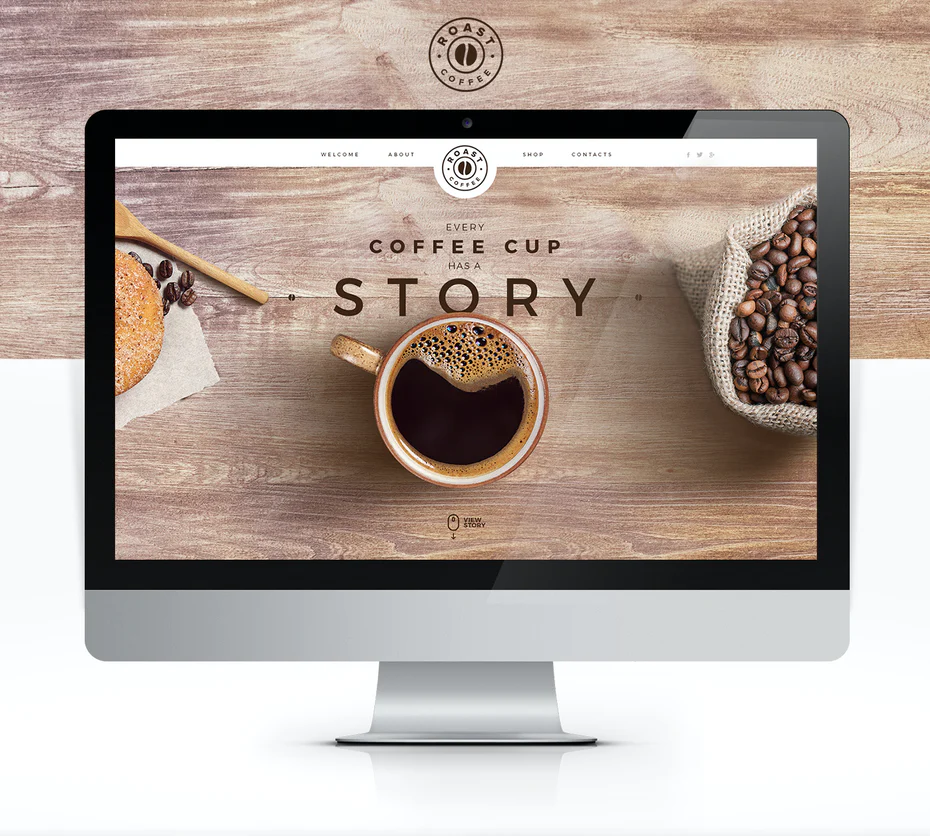 ROAST
COFFEE
WELCOME ABOUT ROAST COFFEE SHOP CONTACTS
EVERY
COFFEE CUP
HAS A
STORY
VIEW
STORY